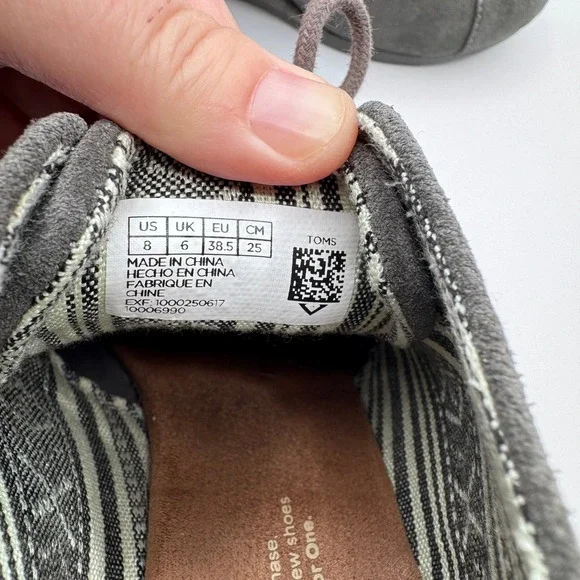 US UK EU CM
8 6 38.5 25
TOMS
MADE IN CHINA
HECHO EN CHINA
FABRIQUE EN
CHINE
EXF: 1000250617
10006990
new shoes
One.